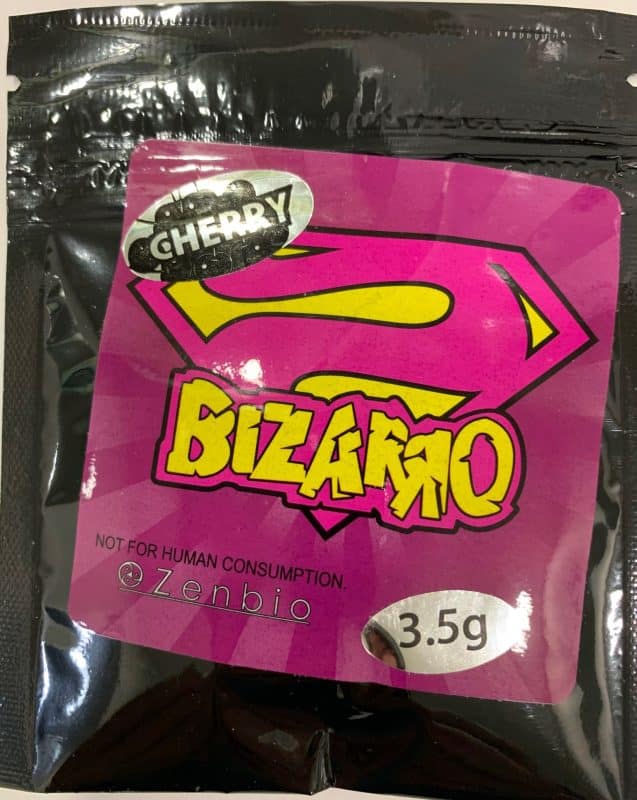 CHERRY
BIZARRO
NOT FOR HUMAN CONSUMPTION.
Zenbio
3.5g